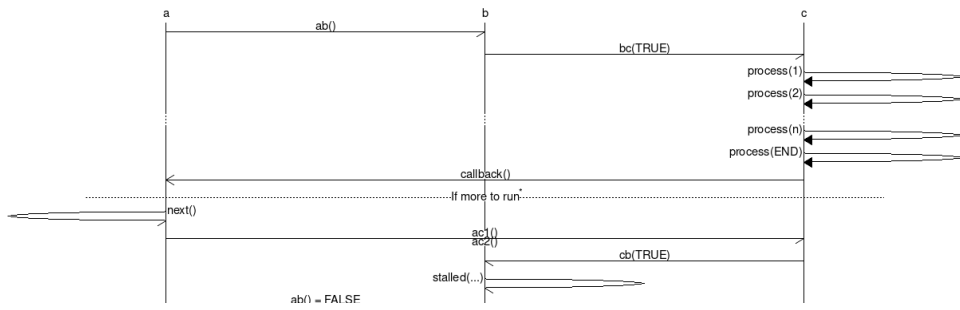 a b c
ab()
bc(TRUE)
process(1)
process(2)
process(n)
process(END)
callback()
If more to run*
next()
ac1()
ac2()
cb(TRUE)
stalled(...)
ab() = FALSE